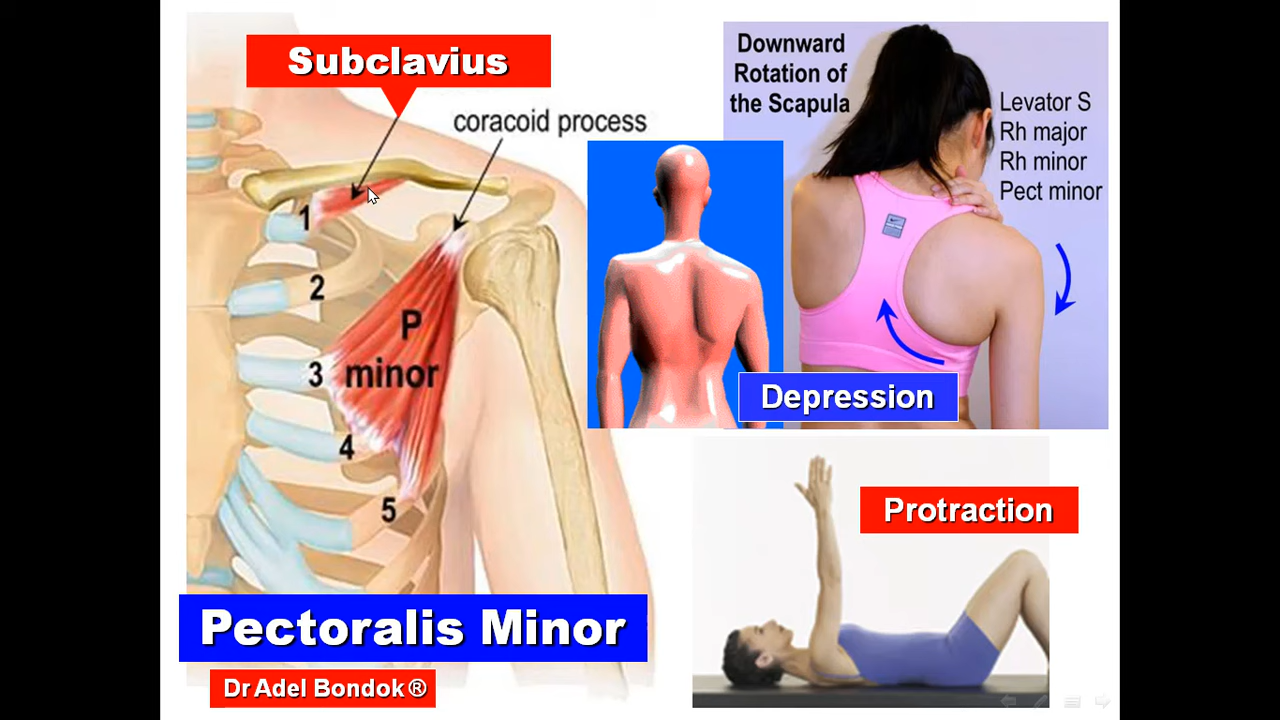 Subclavius
coracoid process
1
2
3
4
5
P
minor
Pectoralis Minor
Dr Adel Bondok ®
Downward
Rotation of
the Scapula
Levator S
Rh major
Rh minor
Pect minor
Depression
Protraction